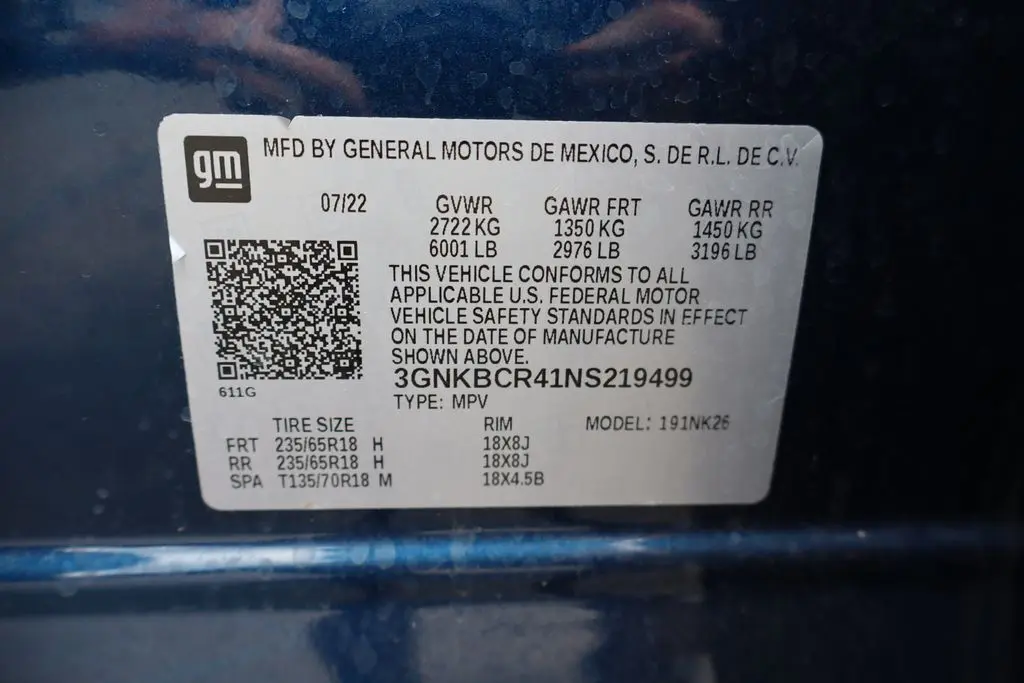 gm MFD BY GENERAL MOTORS DE MEXICO, S. DE R.L. DE C.V.
07/22 GVWR GAWR FRT GAWR RR
2722 KG 1350 KG 1450 KG
6001 LB 2976 LB 3196 LB
THIS VEHICLE CONFORMS TO ALL
APPLICABLE U.S. FEDERAL MOTOR
VEHICLE SAFETY STANDARDS IN EFFECT
ON THE DATE OF MANUFACTURE
SHOWN ABOVE.
611G 3GNKBCR41NS219499
TYPE: MPV
TIRE SIZE RIM MODEL: 191NK26
FRT 235/65R18 H 18X8J
RR 235/65R18 H 18X8J
SPA T135/70R18 M 18X4.5B